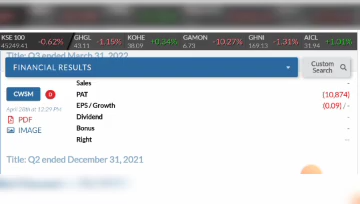 KSE 100 GHGL KOHE GAMON GHNI AICL
45249.41 -0.62% 43.11 -1.15% 38.09 +0.24% 6.73 -10.27% 169.53 -1.31% 31.94 +1.01%
Title: Q3 ended March 31, 2022
FINANCIAL RESULTS
Custom Search
Sales -
CWSM 0
PAT (10,874)
April 28th at 12:29 PM
EPS / Growth (0.09) / -
PDF
Dividend -
IMAGE
Bonus -
Right --
Title: Q2 ended December 31, 2021